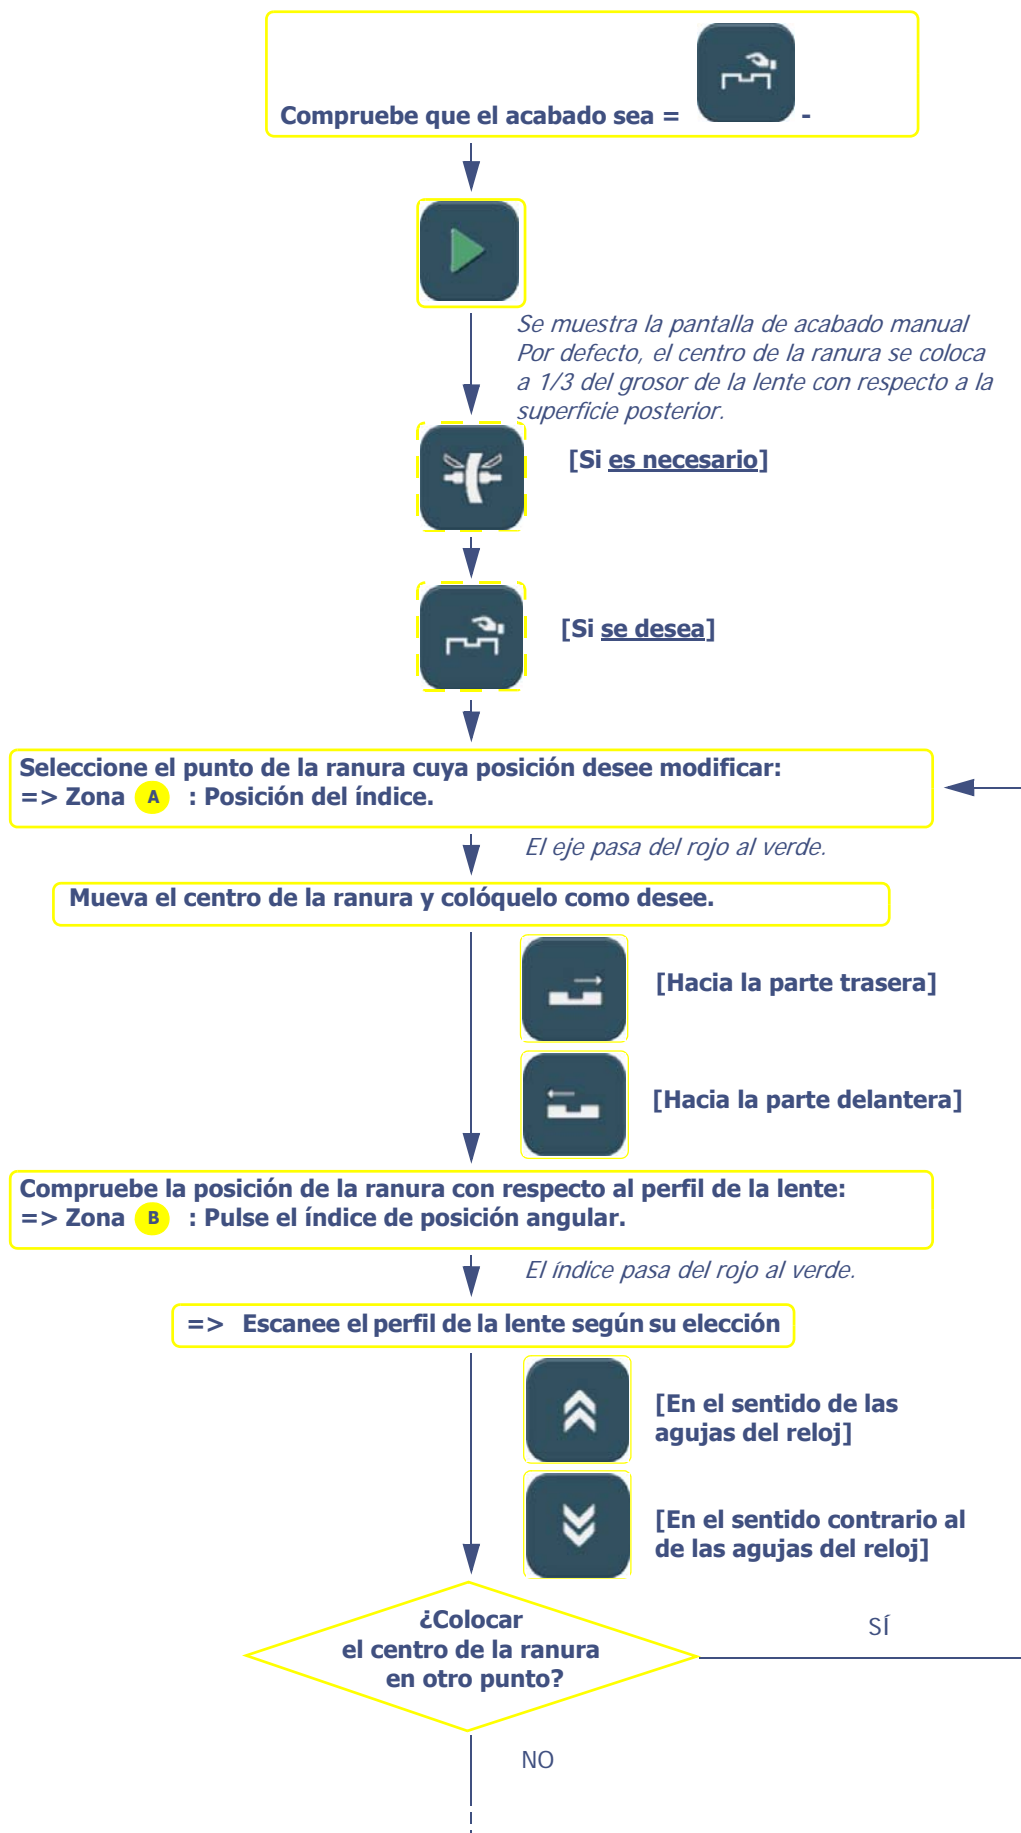 Compruebe que el acabado sea = -
Se muestra la pantalla de acabado manual
Por defecto, el centro de la ranura se coloca
a 1/3 del grosor de la lente con respecto a la
superficie posterior.
[Si es necesario]
[Si se desea]
Seleccione el punto de la ranura cuya posición desee modificar:
=> Zona A : Posición del índice.
El eje pasa del rojo al verde.
Mueva el centro de la ranura y colóquelo como desee.
[Hacia la parte trasera]
[Hacia la parte delantera]
Compruebe la posición de la ranura con respecto al perfil de la lente:
=> Zona B : Pulse el índice de posición angular.
El índice pasa del rojo al verde.
=> Escanee el perfil de la lente según su elección
[En el sentido de las
agujas del reloj]
[En el sentido contrario al
de las agujas del reloj]
¿Colocar
el centro de la ranura
en otro punto?
SÍ
NO